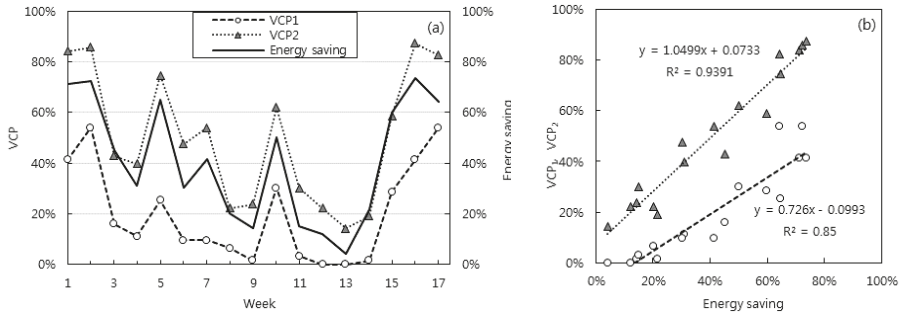 (a)
VCP1
VCP2
Energy saving
100%
80%
60%
40%
20%
0%
VCP
100%
80%
60%
40%
20%
0%
Energy saving
1 3 5 7 9 11 13 15 17
Week
(b)
y = 1.0499x + 0.0733
R² = 0.9391
y = 0.726x - 0.0993
R² = 0.85
100%
80%
60%
40%
20%
0%
VCP₁, VCP₂
0% 20% 40% 60% 80% 100%
Energy saving